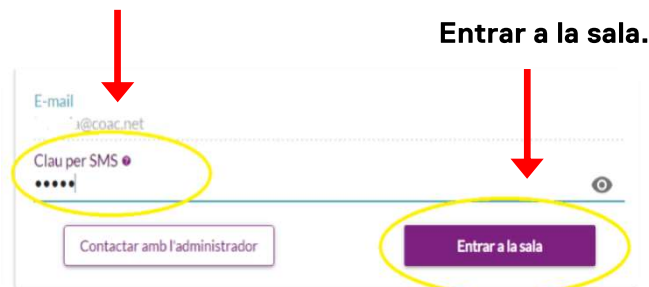 Entrar a la sala.
E-mail
@coac.net
Clau per SMS
•••••
Contactar amb l'administrador
Entrar a la sala